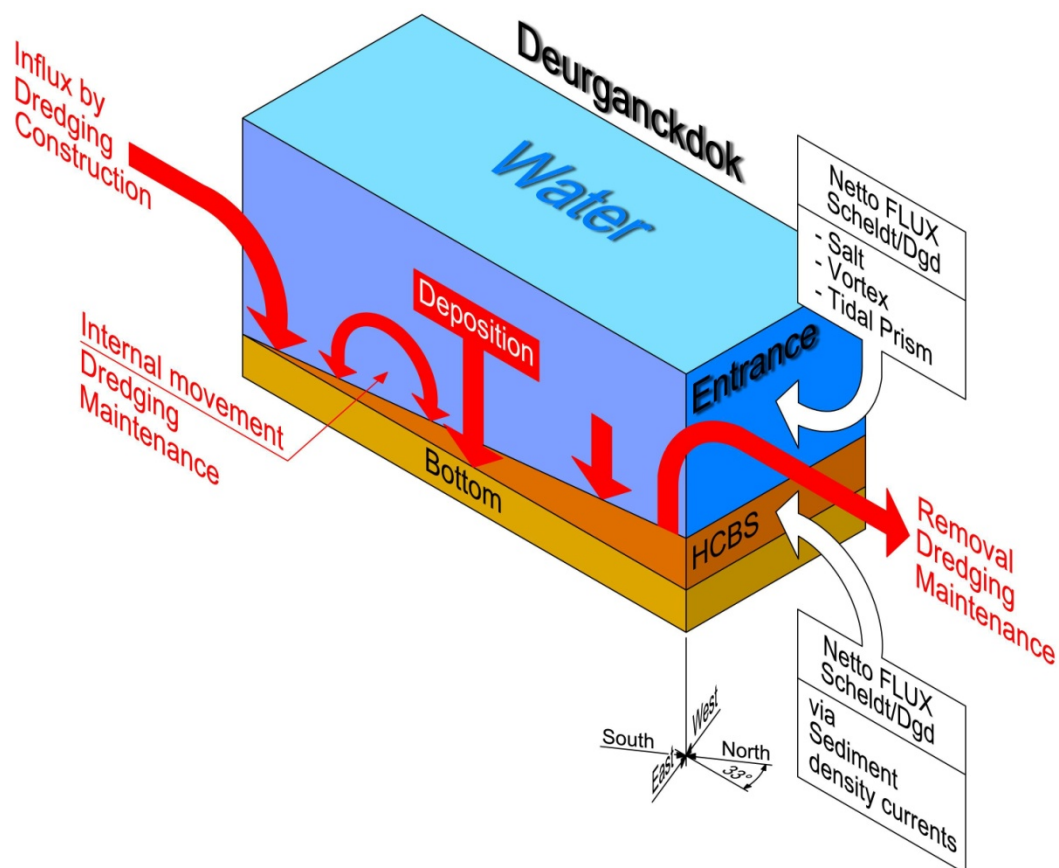 Deurganckdok
Water
Influx by
Dredging
Construction
Netto FLUX
Scheldt/Dgd
- Salt
- Vortex
- Tidal Prism
Deposition
Entrance
Internal movement
Dredging
Maintenance
Bottom
HCBS
Removal
Dredging
Maintenance
Netto FLUX
Scheldt/Dgd
via
Sediment
density currents
West
South
North
East
33°